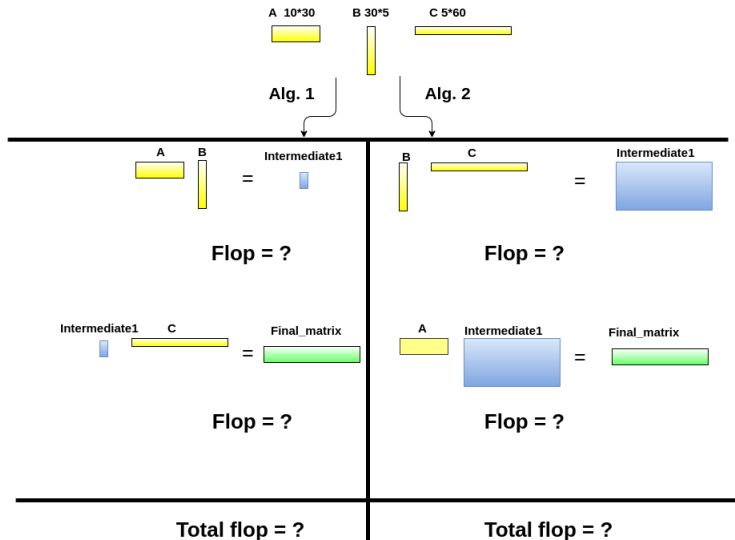 A 10*30 B 30*5 C 5*60
Alg. 1 Alg. 2
A B Intermediate1
=
Flop = ?
Intermediate1 C Final_matrix
=
Flop = ?
Total flop = ?
B C Intermediate1
=
Flop = ?
A Intermediate1 Final_matrix
=
Flop = ?
Total flop = ?